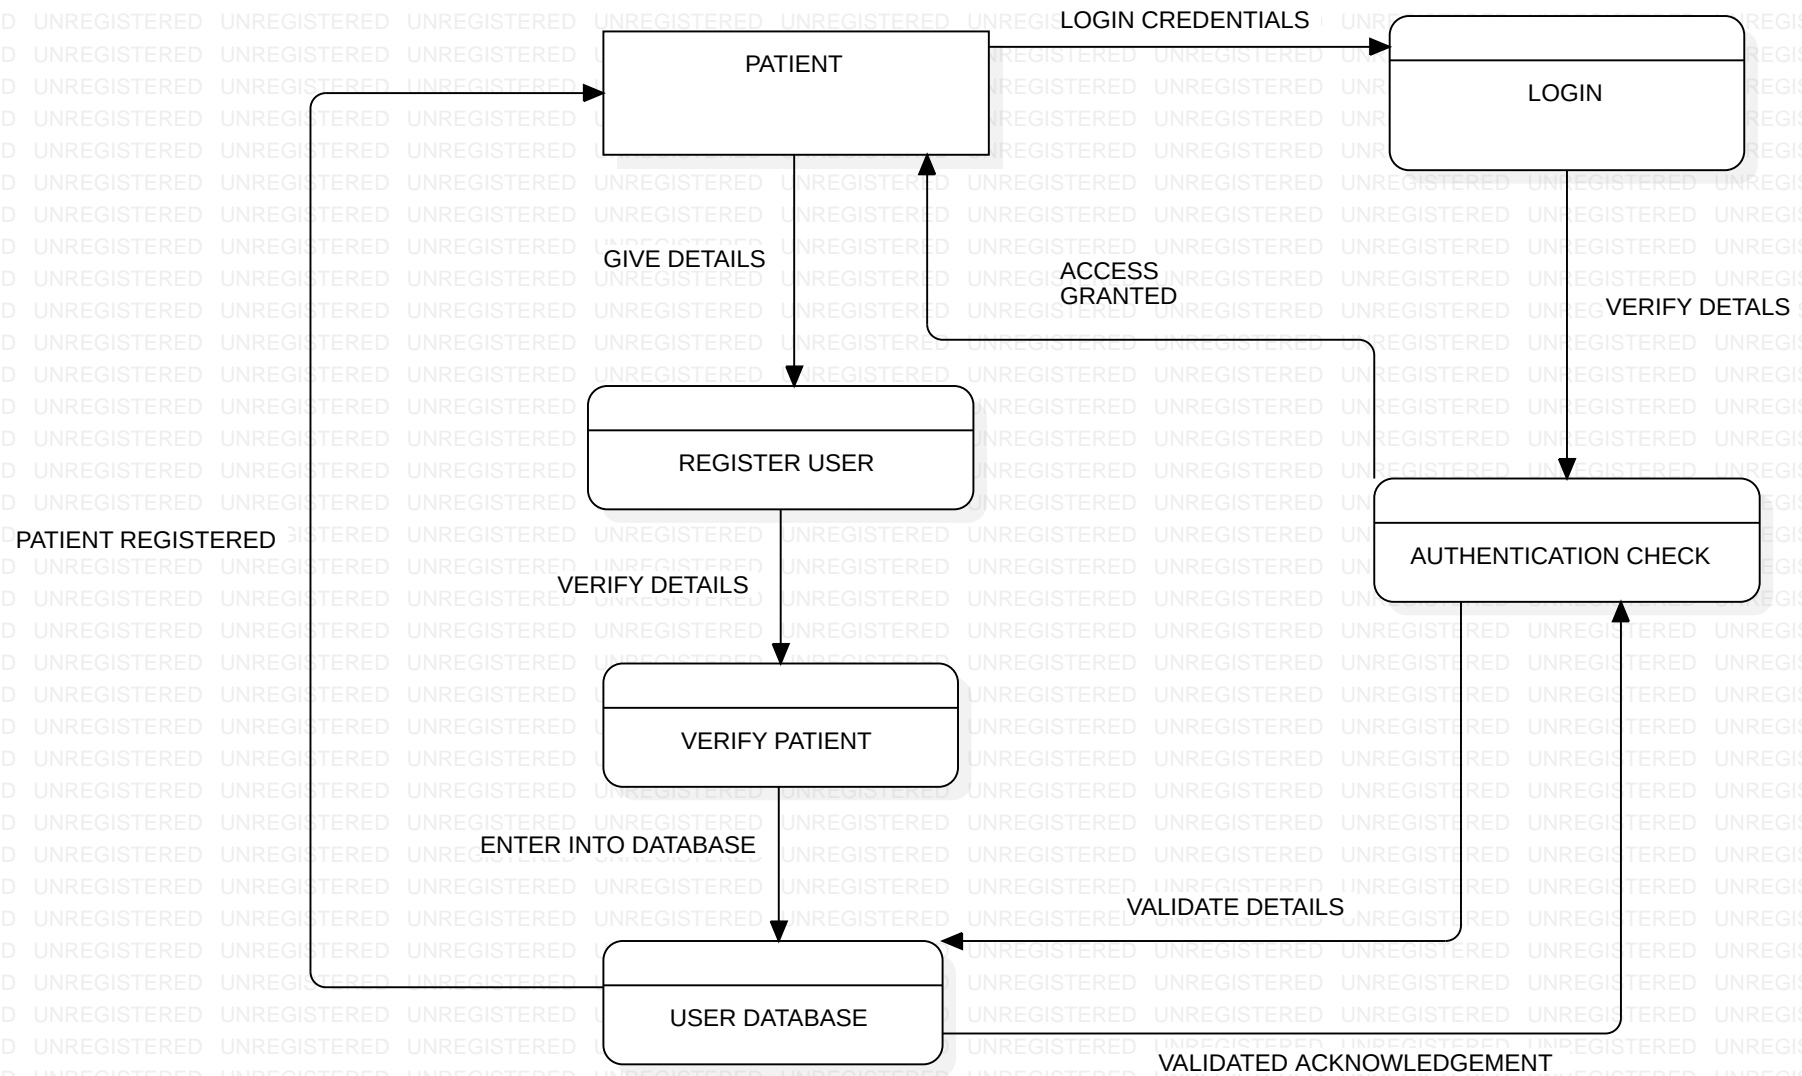 LOGIN CREDENTIALS
PATIENT
LOGIN
GIVE DETAILS
ACCESS
GRANTED
VERIFY DETALS
REGISTER USER
PATIENT REGISTERED
AUTHENTICATION CHECK
VERIFY DETAILS
VERIFY PATIENT
ENTER INTO DATABASE
VALIDATE DETAILS
USER DATABASE
VALIDATED ACKNOWLEDGEMENT
UNREGISTERED